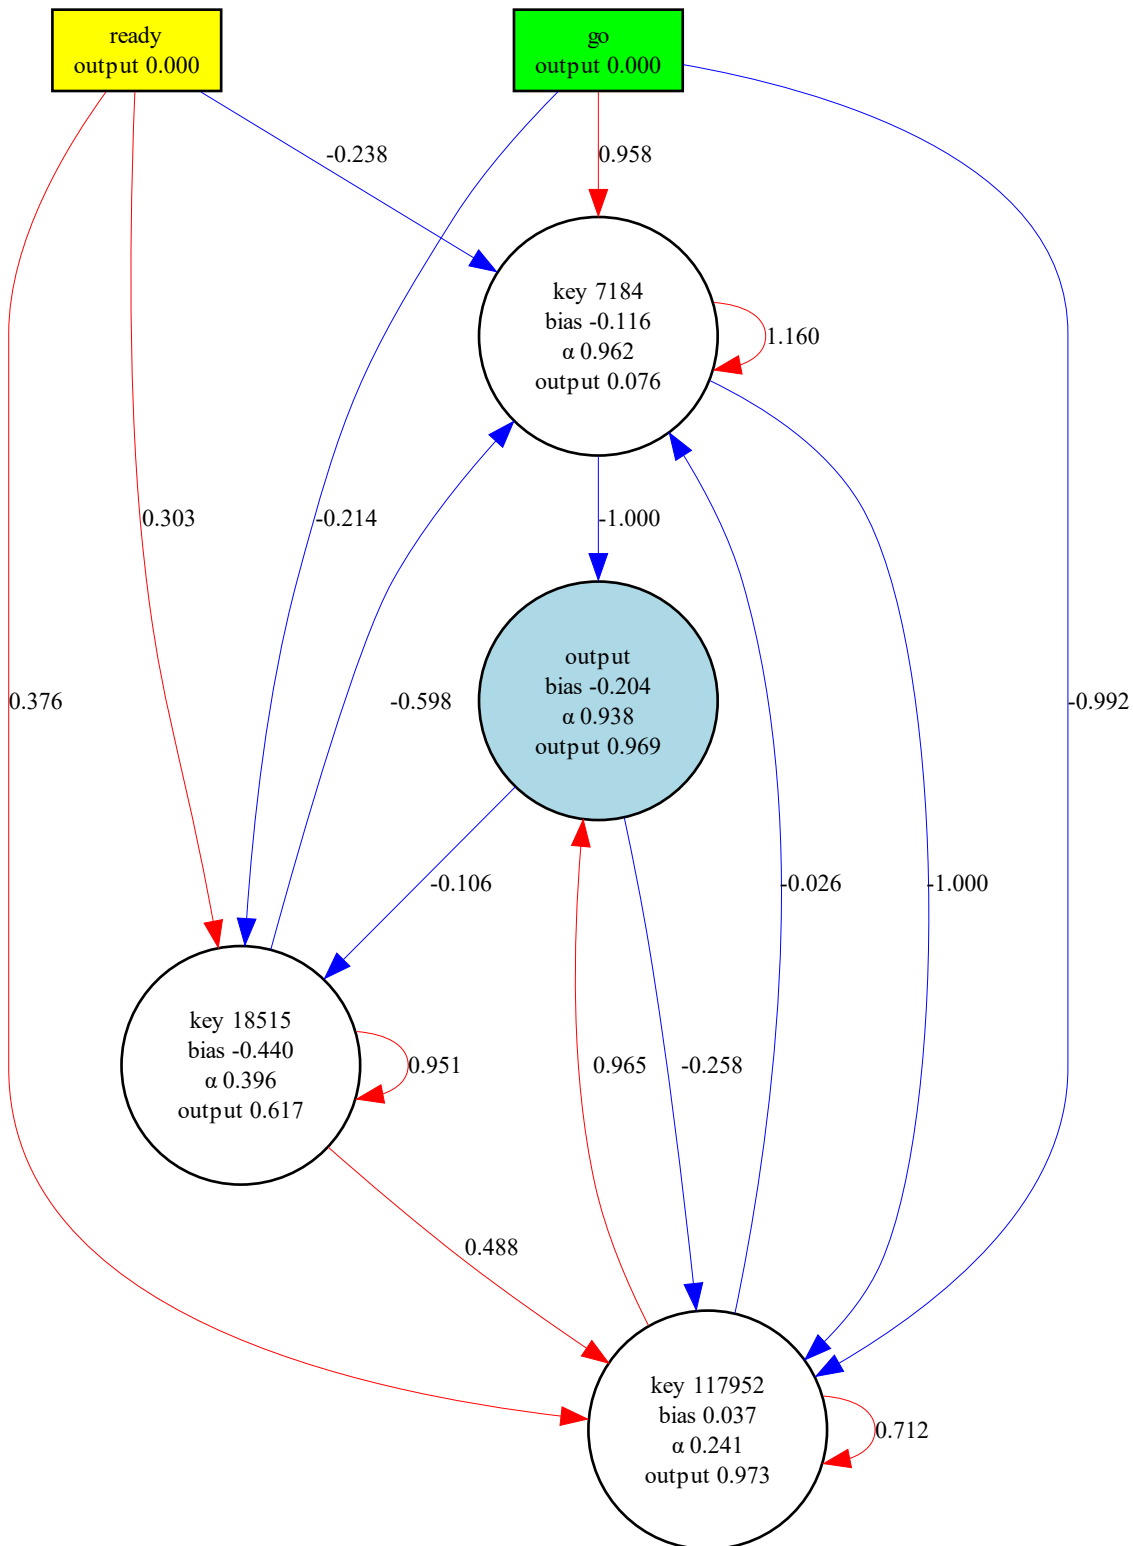 ready
output 0.000
go
output 0.000
-0.238
0.958
key 7184
bias -0.116
α 0.962
output 0.076
1.160
0.303
-0.214
-1.000
output
bias -0.204
α 0.938
output 0.969
0.376
-0.598
-0.992
-0.106
-0.026
-1.000
key 18515
bias -0.440
α 0.396
output 0.617
0.951
0.965
-0.258
0.488
key 117952
bias 0.037
α 0.241
output 0.973
0.712